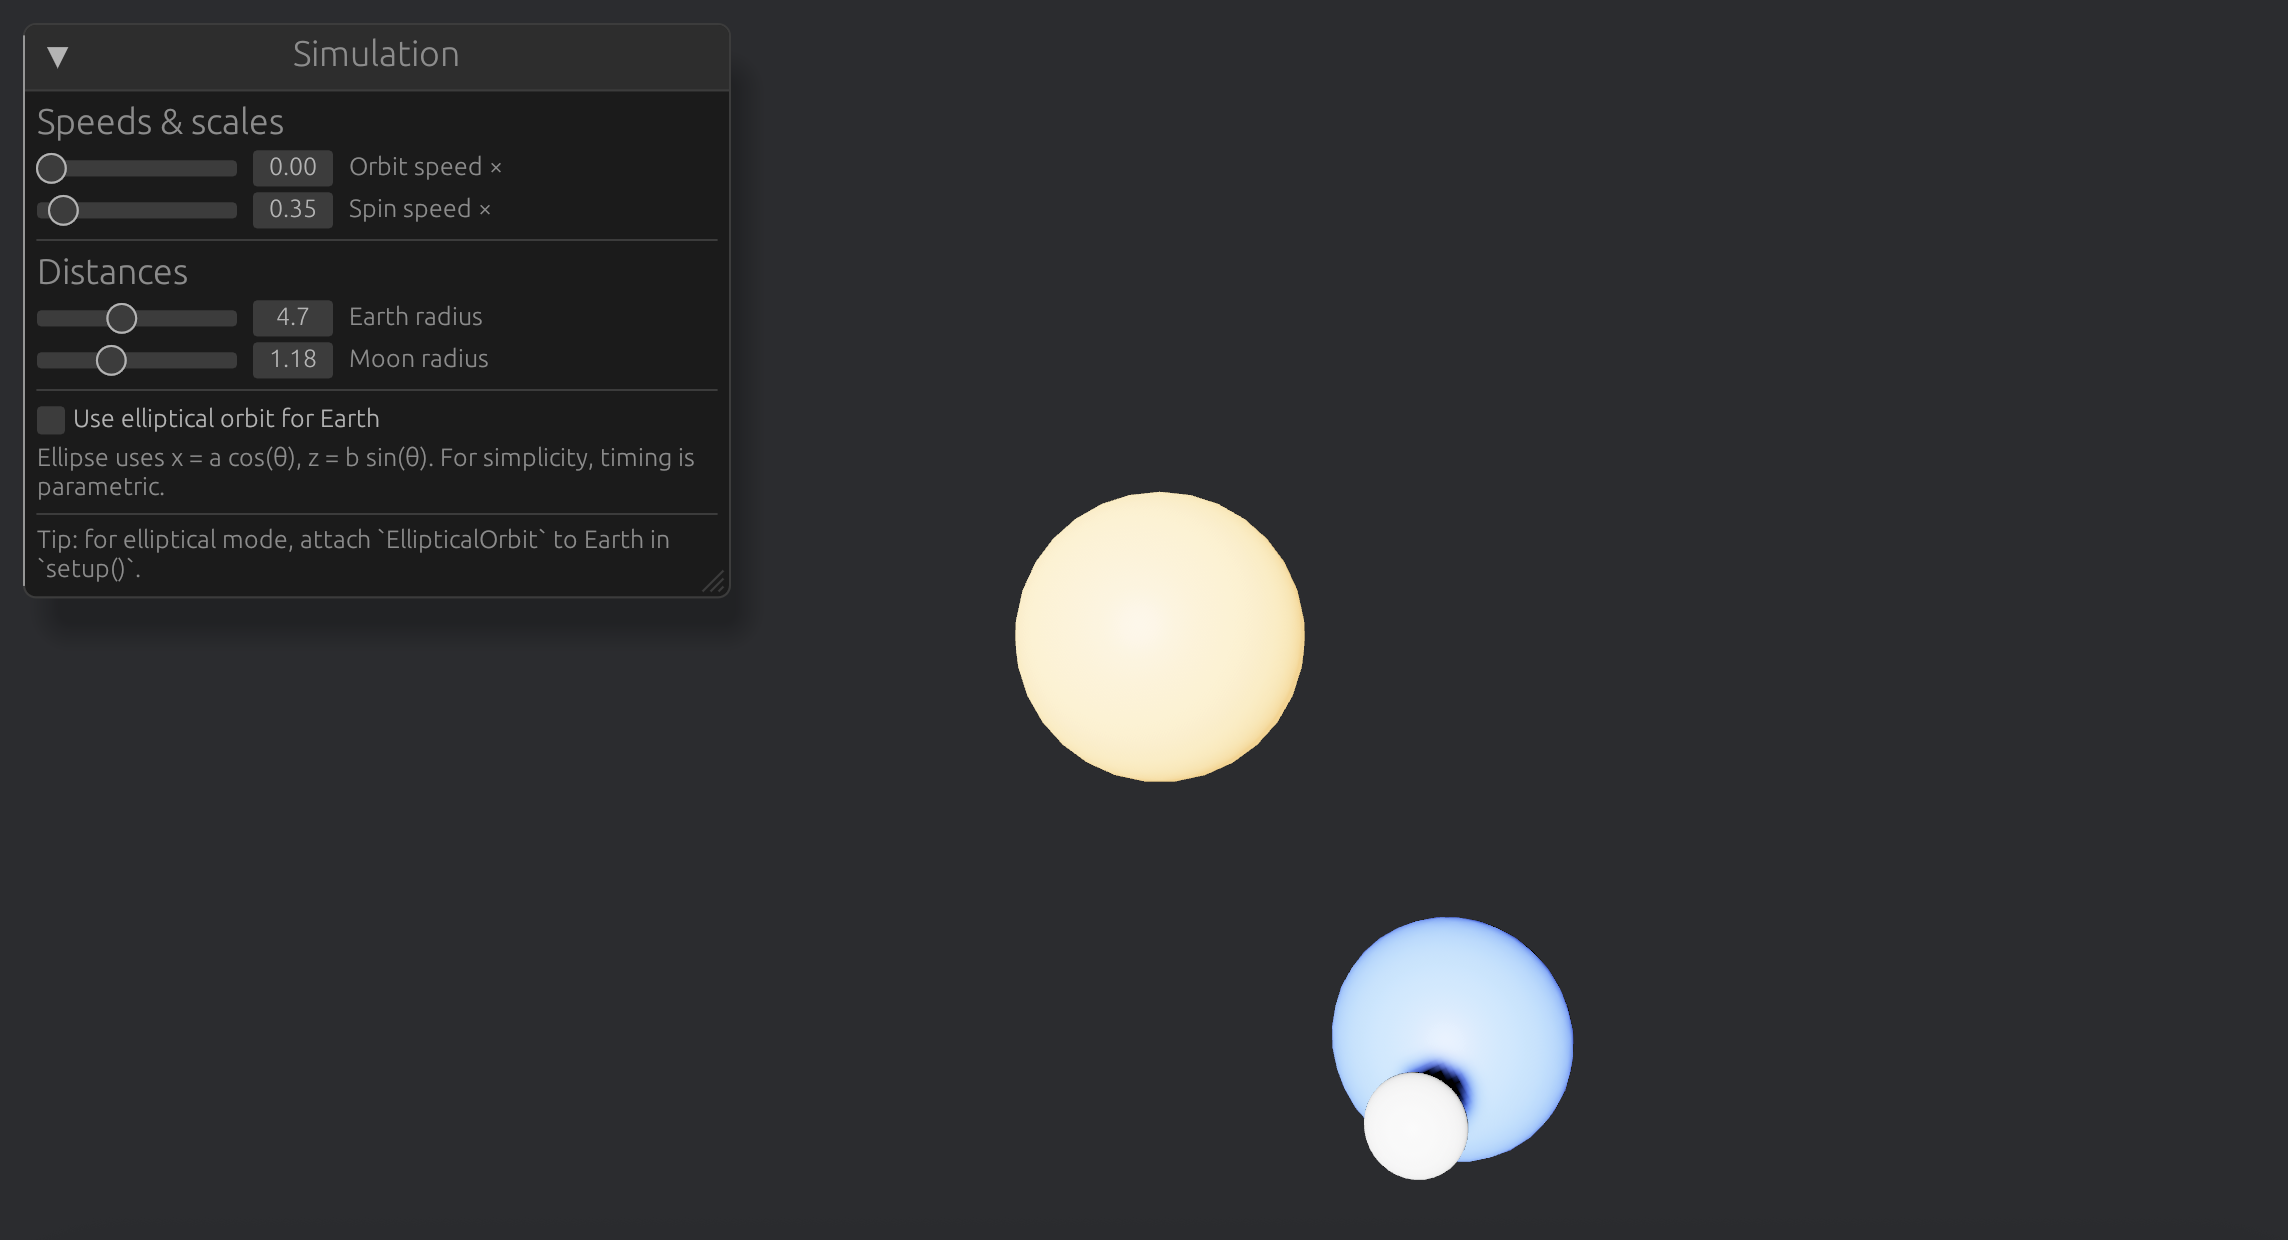 Simulation
Speeds & scales
0.00 Orbit speed ×
0.35 Spin speed ×
Distances
4.7 Earth radius
1.18 Moon radius
Use elliptical orbit for Earth
Ellipse uses x = a cos(θ), z = b sin(θ). For simplicity, timing is
parametric.
Tip: for elliptical mode, attach `EllipticalOrbit` to Earth in
`setup()`.